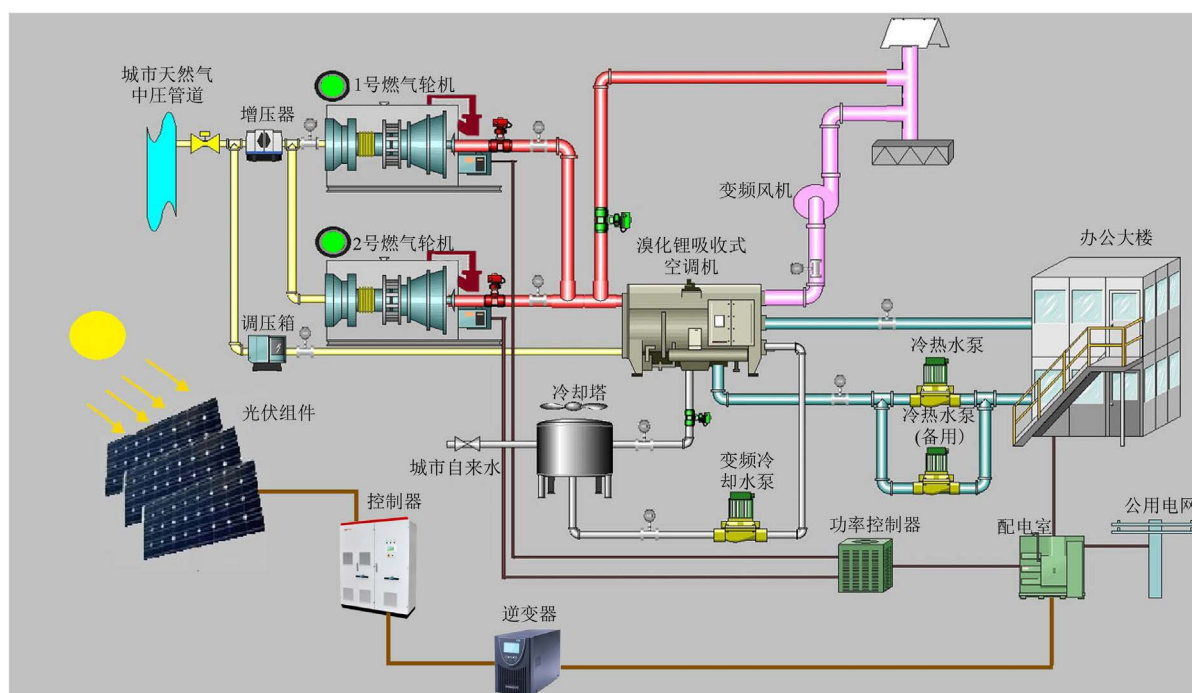 城市天然气
中压管道
增压器
1号燃气轮机
2号燃气轮机
变频风机
溴化锂吸收式
空调机
办公大楼
调压箱
冷热水泵
光伏组件
冷却塔
冷热水泵
(备用)
城市自来水
变频冷
却水泵
控制器
功率控制器
配电室
公用电网
逆变器